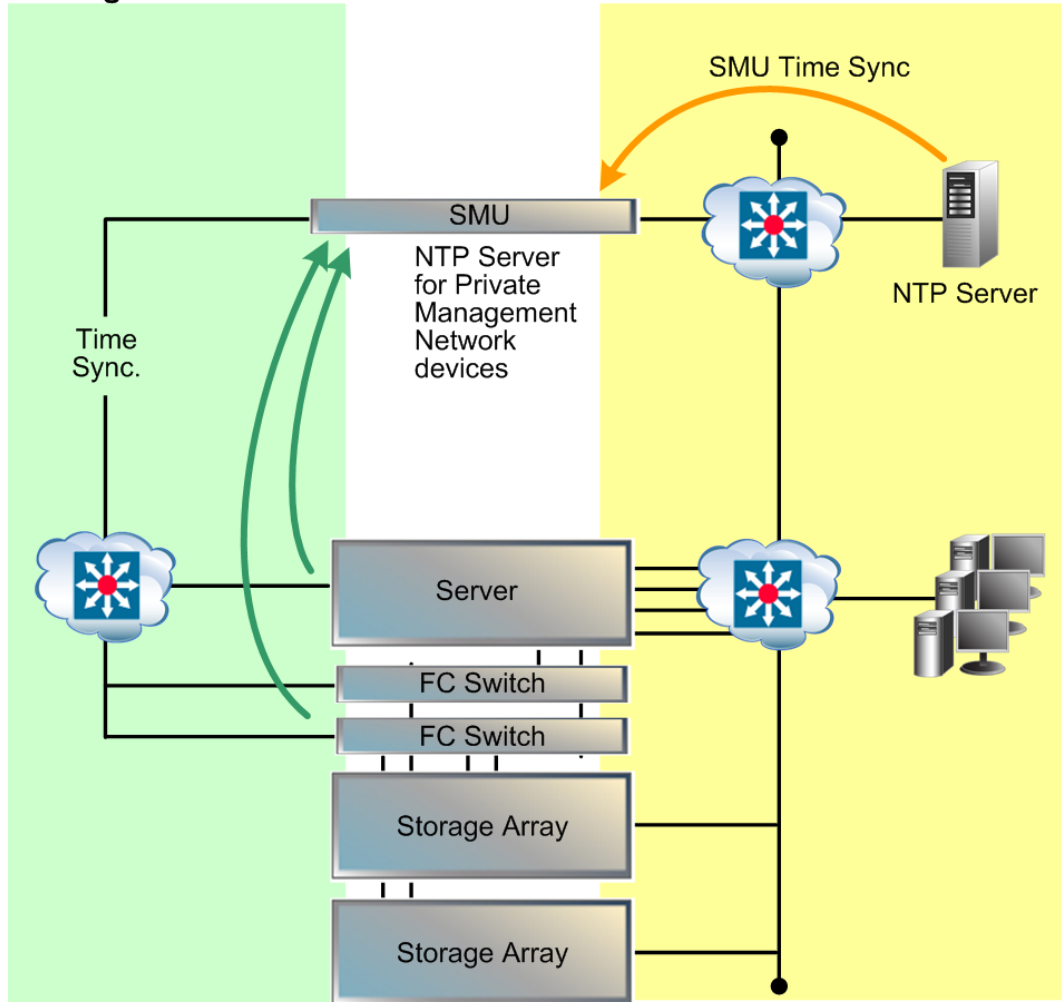 SMU Time Sync
SMU
NTP Server
for Private
Management
Network
devices
NTP Server
Time
Sync.
Server
FC Switch
FC Switch
Storage Array
Storage Array